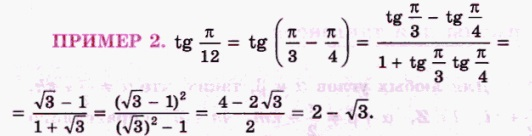 ПРИМЕР 2. tg π/12 = tg (π/3 − π/4) = (tg π/3 − tg π/4)/(1 + tg π/3 tg π/4) =
= (√3 − 1)/(1 + √3) = (√3 − 1)²/((√3)² − 1) = (4 − 2√3)/2 = 2 − √3.